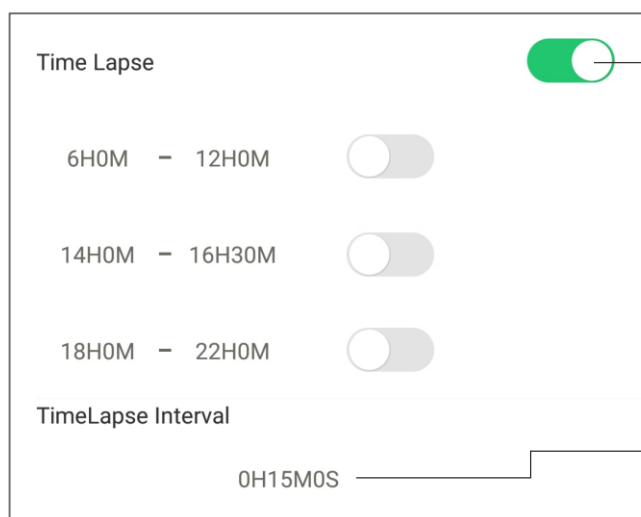 Time Lapse
6H0M – 12H0M
14H0M – 16H30M
18H0M – 22H0M
TimeLapse Interval
0H15M0S